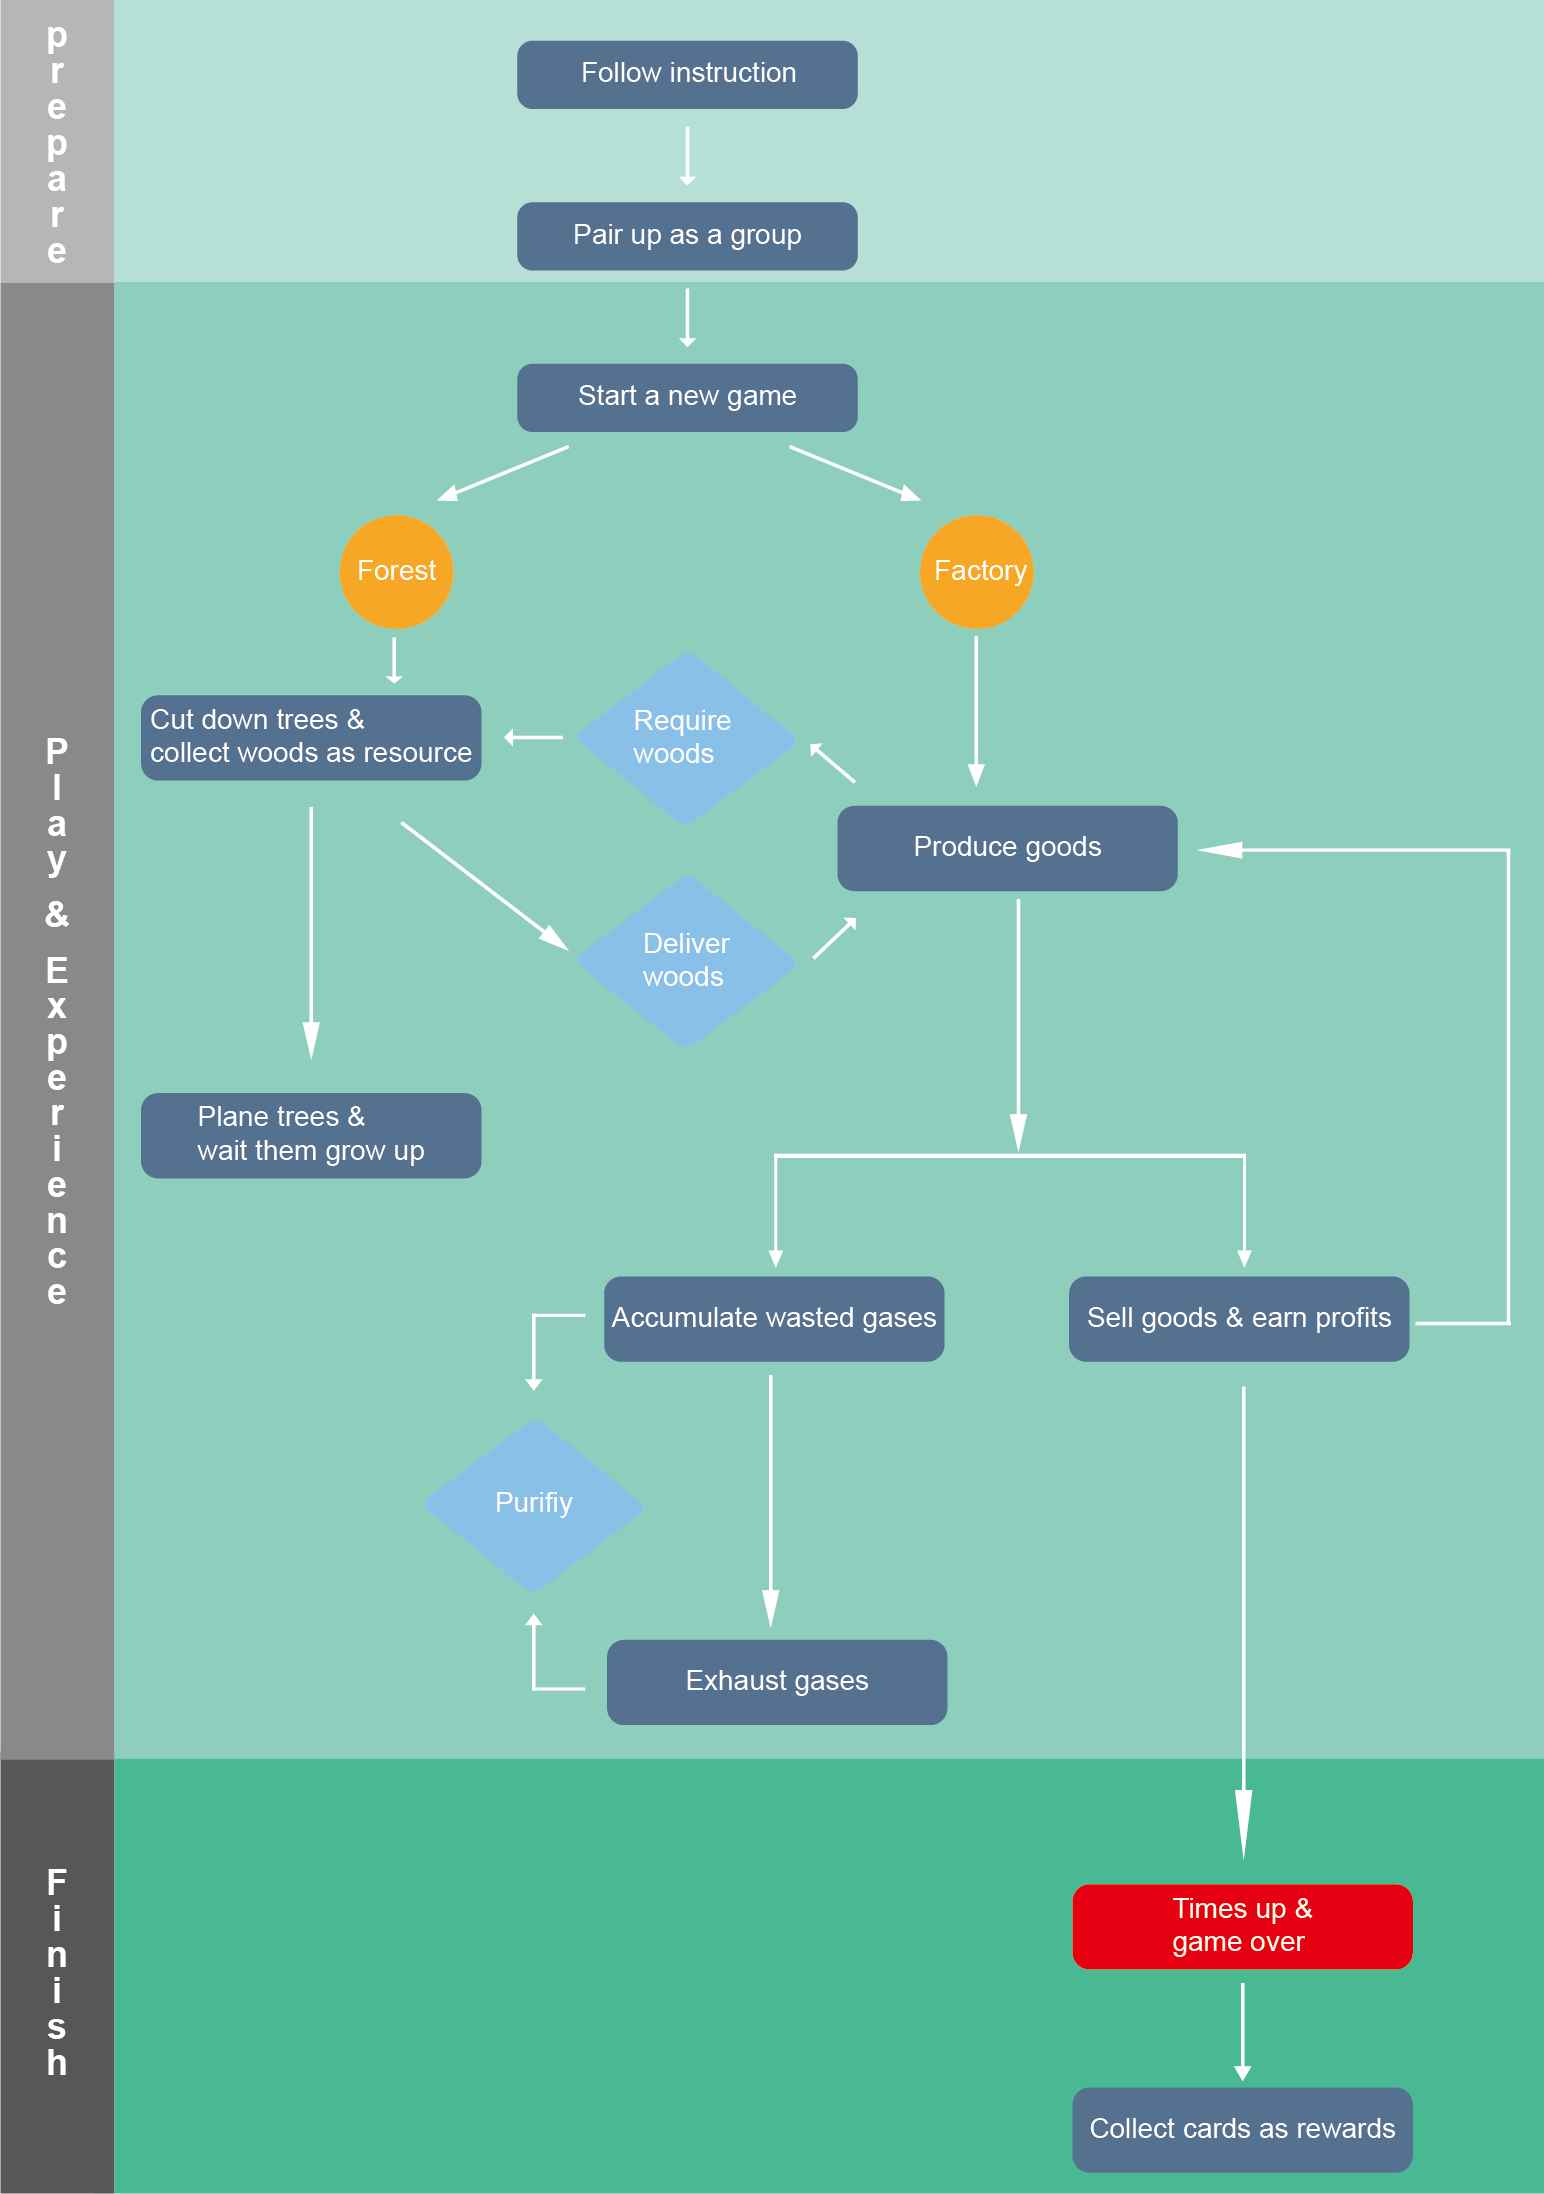 prepare
Follow instruction
Pair up as a group
Play & Experience
Start a new game
Forest
Factory
Cut down trees &
collect woods as resource
Require
woods
Produce goods
Deliver
woods
Plane trees &
wait them grow up
Accumulate wasted gases
Sell goods & earn profits
Purifiy
Exhaust gases
Finish
Times up &
game over
Collect cards as rewards